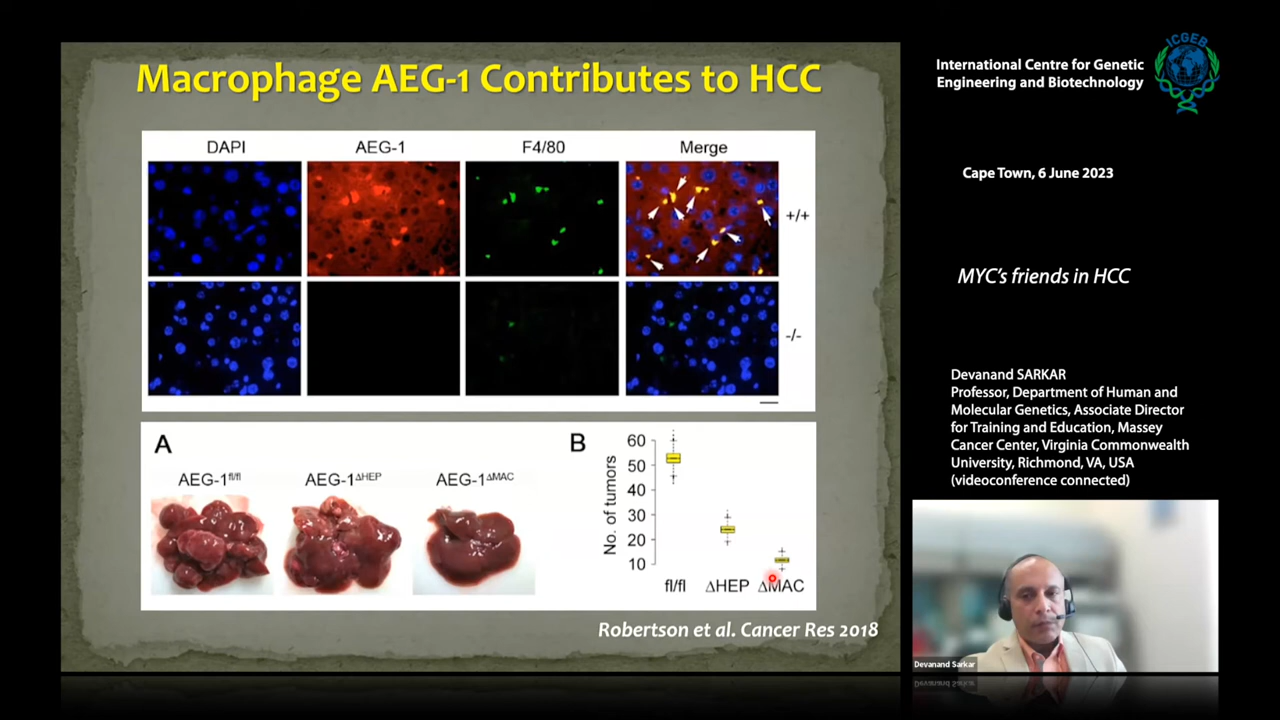 Macrophage AEG-1 Contributes to HCC
DAPI
AEG-1
F4/80
Merge
+/+
-/-
A
AEG-1fl/fl
AEG-1ΔHEP
AEG-1ΔMAC
B
No. of tumors
60
50
40
30
20
10
fl/fl
ΔHEP
ΔMAC
Robertson et al. Cancer Res 2018
International Centre for Genetic
Engineering and Biotechnology
ICGEB
Cape Town, 6 June 2023
MYC's friends in HCC
Devanand SARKAR
Professor, Department of Human and
Molecular Genetics, Associate Director
for Training and Education, Massey
Cancer Center, Virginia Commonwealth
University, Richmond, VA, USA
(videoconference connected)
Devanand Sarkar